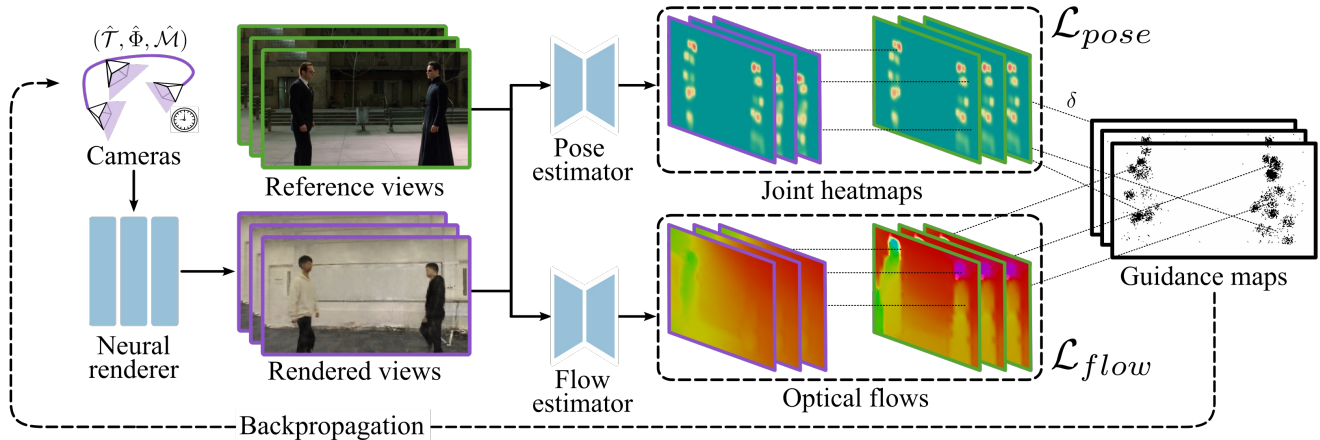 (𝒯̂, Φ̂, ℳ̂)
Cameras
Neural
renderer
Reference views
Rendered views
Pose
estimator
Flow
estimator
Joint heatmaps
Optical flows
ℒ_pose
ℒ_flow
δ
Guidance maps
Backpropagation